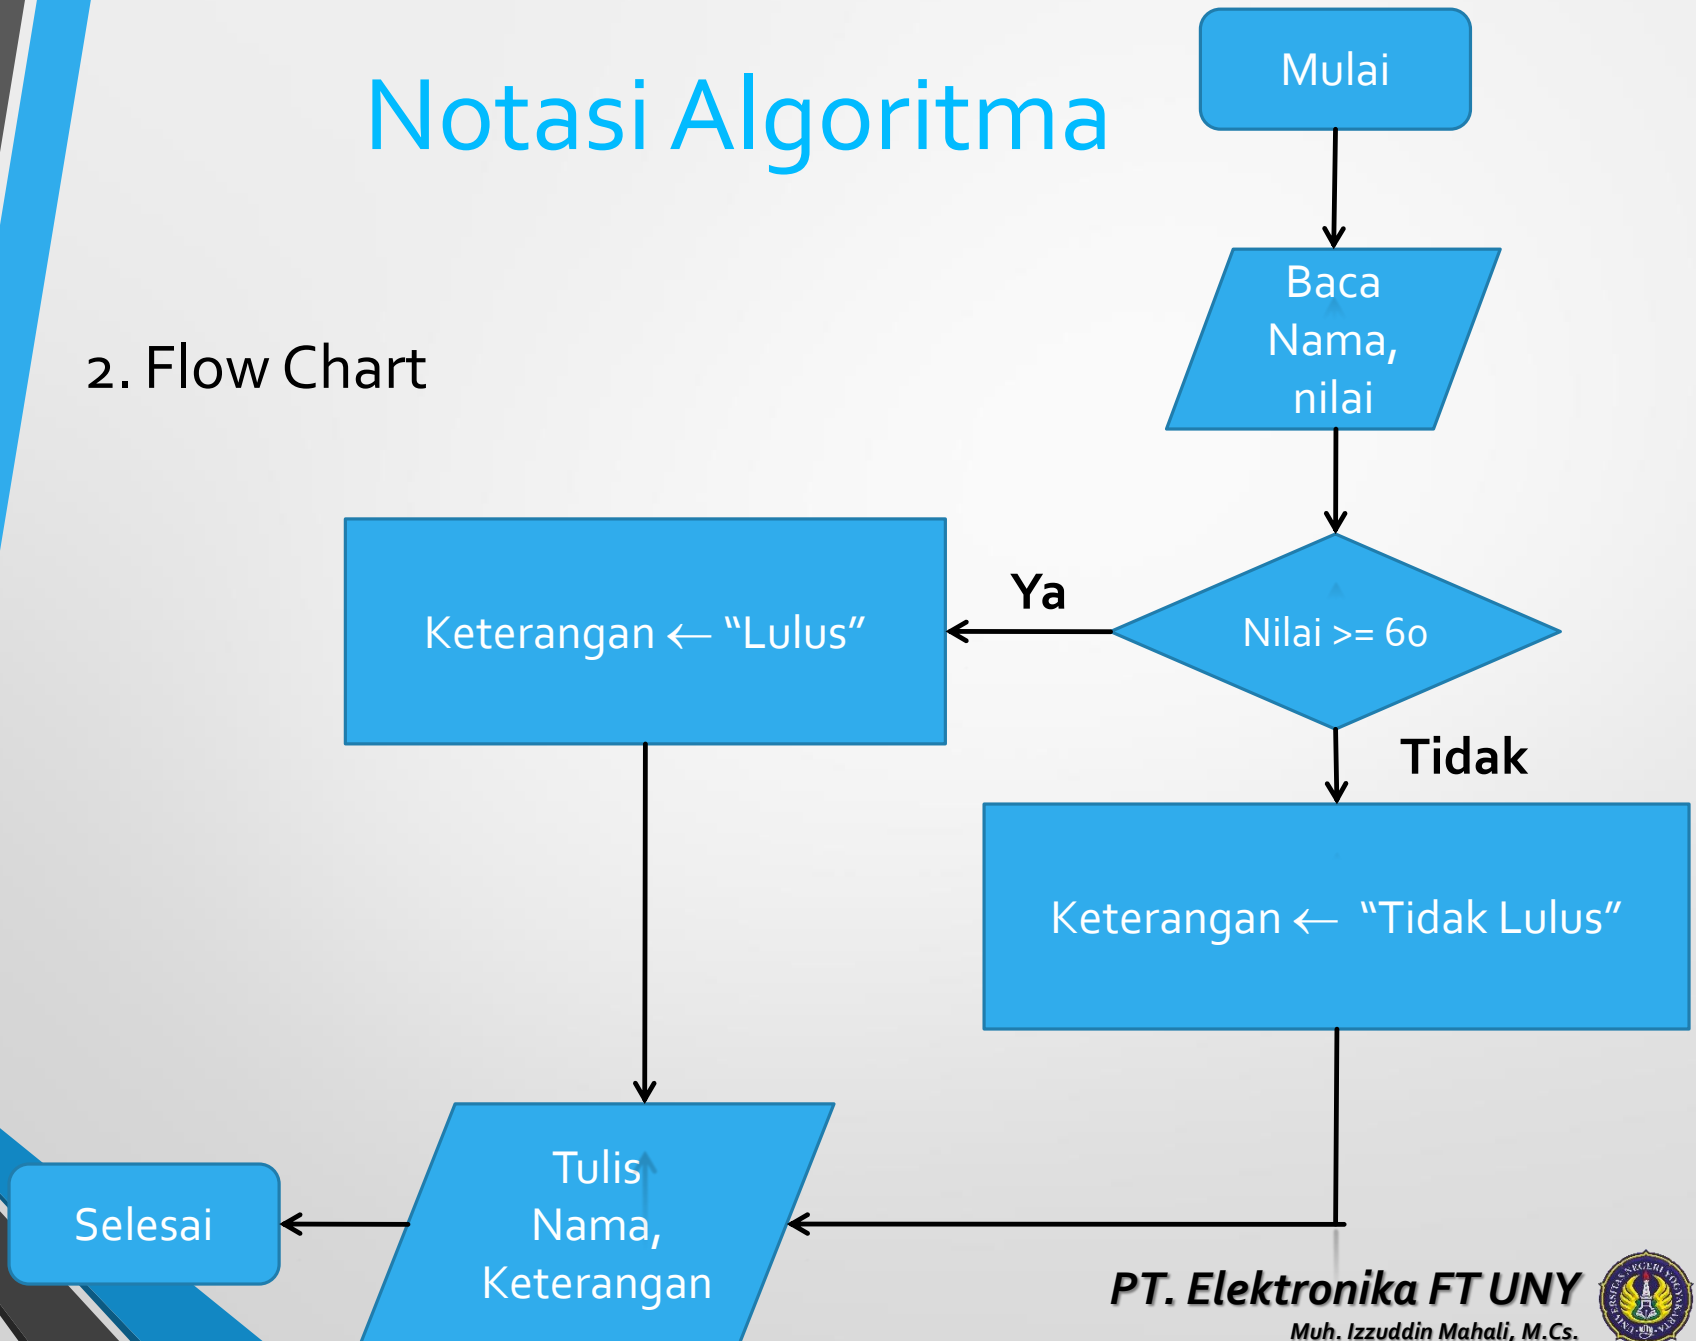 Notasi Algoritma
Mulai
Baca
Nama,
nilai
2. Flow Chart
Keterangan ← “Lulus”
Ya
Nilai >= 60
Tidak
Keterangan ← “Tidak Lulus”
Tulis
Nama,
Keterangan
Selesai
PT. Elektronika FT UNY
Muh. Izzuddin Mahali, M.Cs.